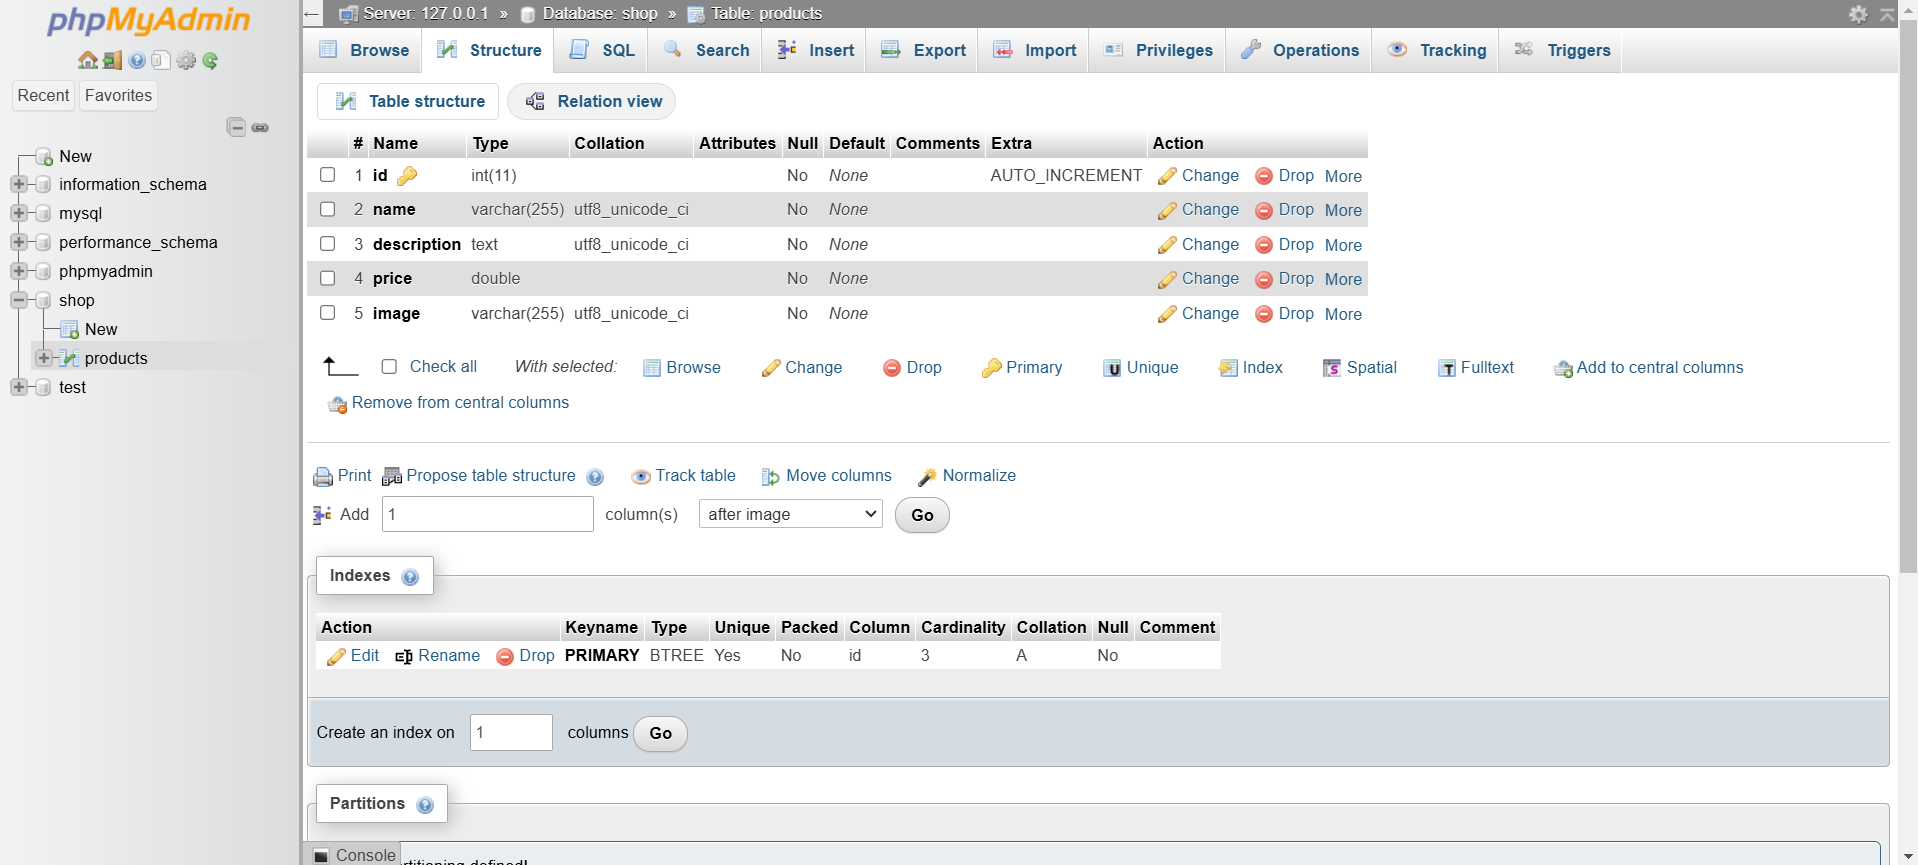 phpMyAdmin
Recent Favorites
New
information_schema
mysql
performance_schema
phpmyadmin
shop
New
products
test
← Server: 127.0.0.1 » Database: shop » Table: products
Browse Structure SQL Search Insert Export Import Privileges Operations Tracking Triggers
Table structure Relation view
# Name Type Collation Attributes Null Default Comments Extra Action
1 id int(11) No None AUTO_INCREMENT Change Drop More
2 name varchar(255) utf8_unicode_ci No None Change Drop More
3 description text utf8_unicode_ci No None Change Drop More
4 price double No None Change Drop More
5 image varchar(255) utf8_unicode_ci No None Change Drop More
Check all With selected: Browse Change Drop Primary Unique Index Spatial Fulltext Add to central columns
Remove from central columns
Print Propose table structure Track table Move columns Normalize
Add 1 column(s) after image Go
Indexes
Action Keyname Type Unique Packed Column Cardinality Collation Null Comment
Edit Rename Drop PRIMARY BTREE Yes No id 3 A No
Create an index on 1 columns Go
Partitions
Console